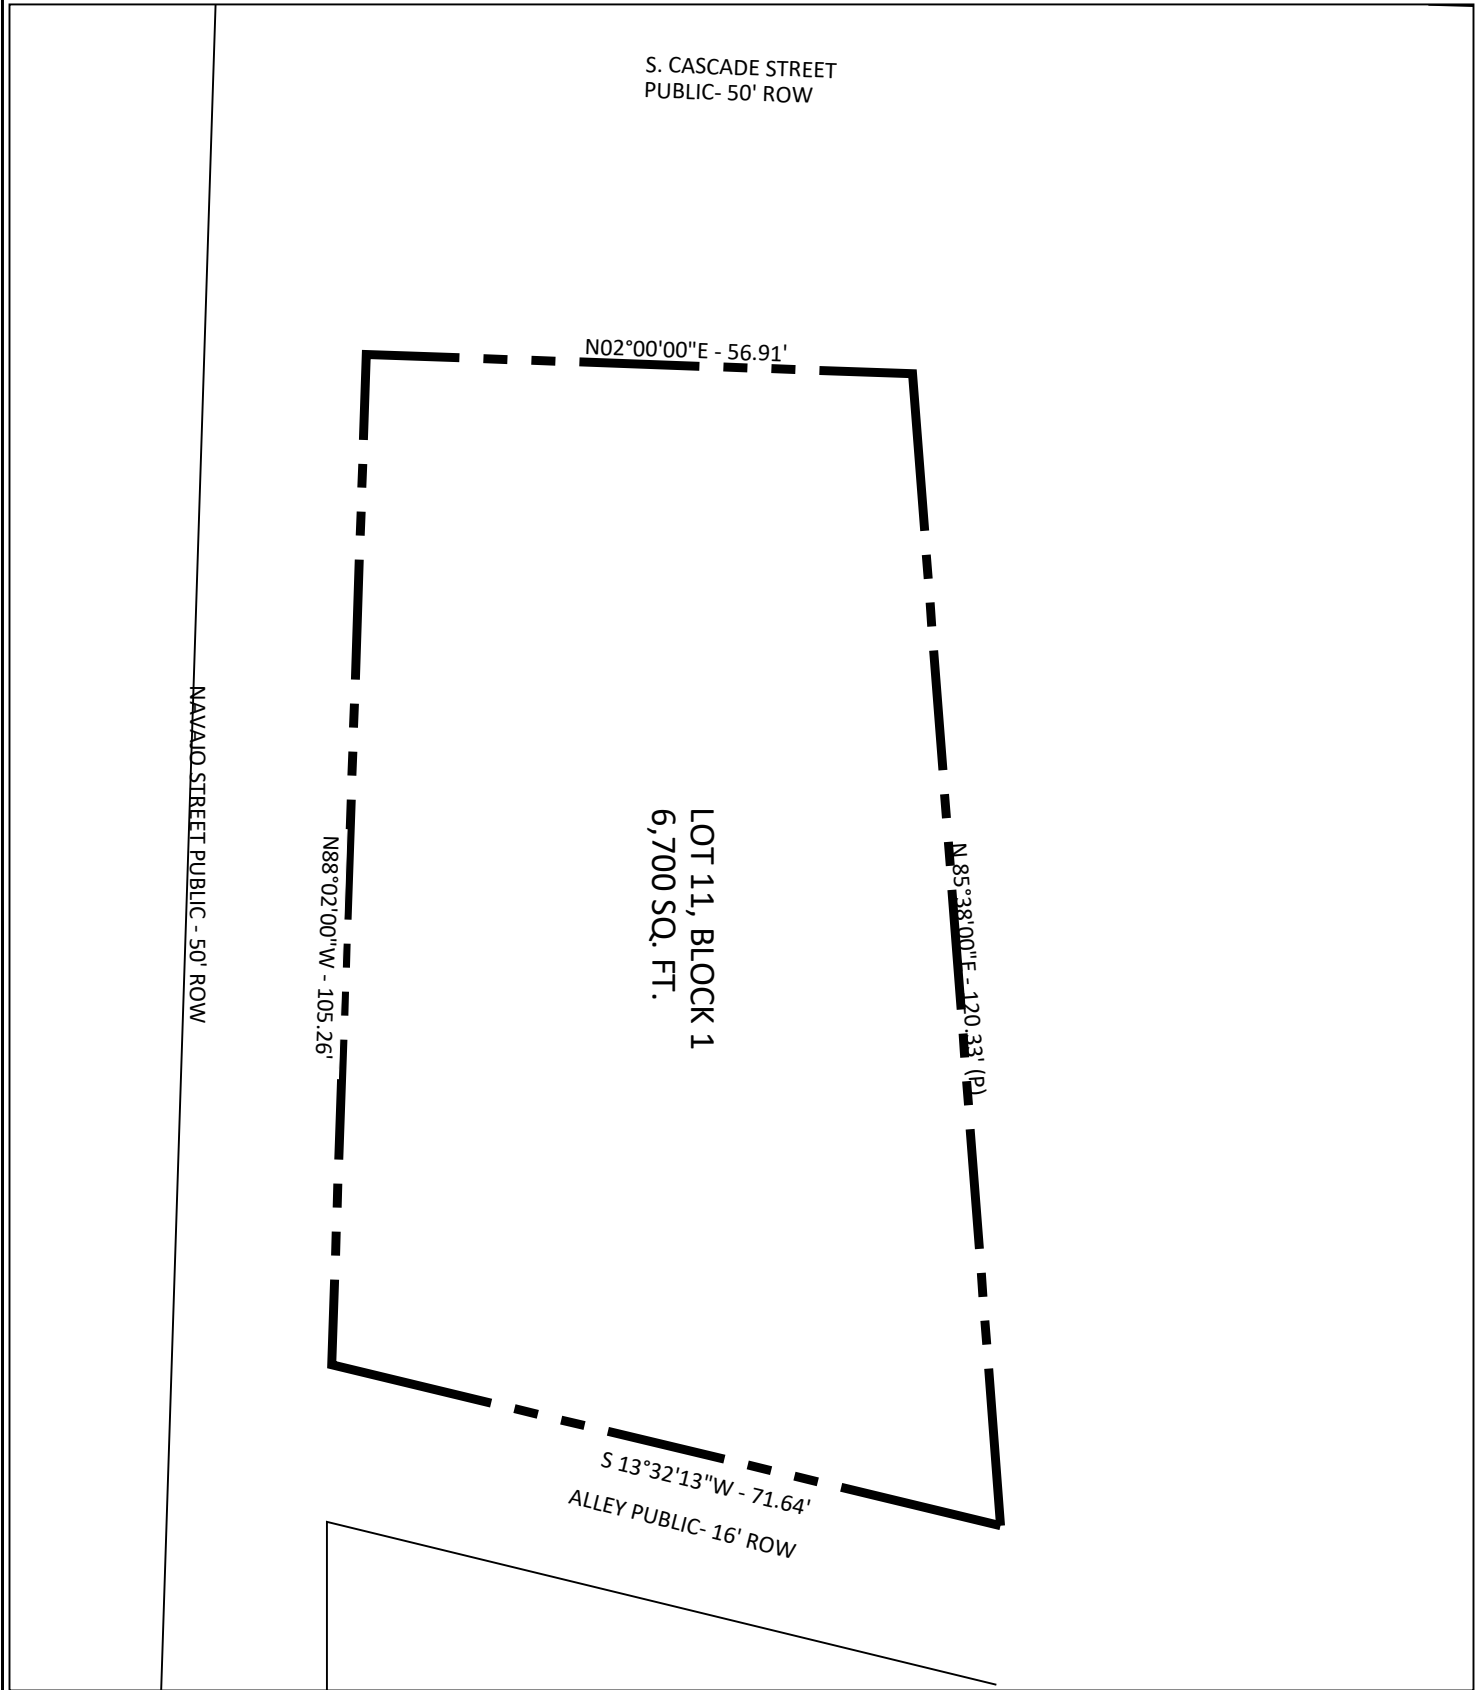 S. CASCADE STREET
PUBLIC- 50' ROW
N02°00'00"E - 56.91'
NAVAJO STREET PUBLIC - 50' ROW
N88°02'00"W - 105.26'
LOT 11, BLOCK 1
6,700 SQ. FT.
N 85°38'00"E - 120.33' (P)
S 13°32'13"W - 71.64'
ALLEY PUBLIC- 16' ROW